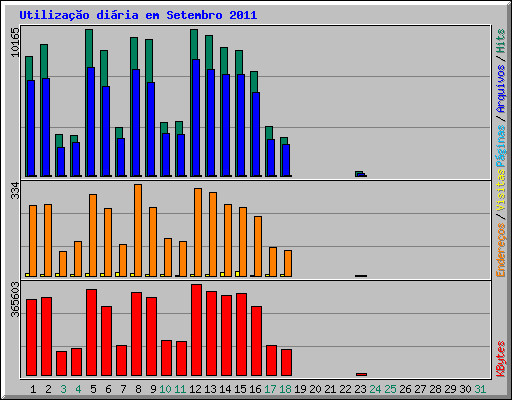 Utilização diária em Setembro 2011
10165
334
365603
Endereços / Visitas Páginas / Arquivos / Hits
KBytes
1 2 3 4 5 6 7 8 9 10 11 12 13 14 15 16 17 18 19 20 21 22 23 24 25 26 27 28 29 30 31